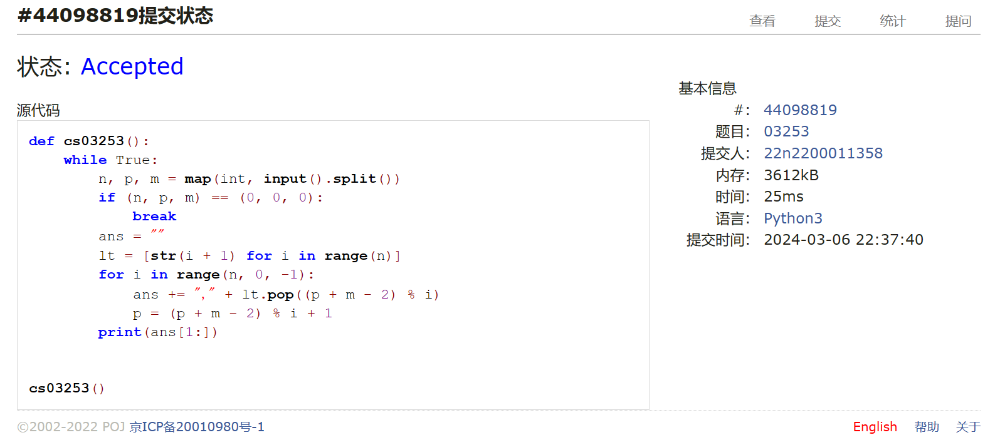 #44098819提交状态
查看 提交 统计 提问
状态: Accepted
源代码
def cs03253():
    while True:
        n, p, m = map(int, input().split())
        if (n, p, m) == (0, 0, 0):
            break
        ans = ""
        lt = [str(i + 1) for i in range(n)]
        for i in range(n, 0, -1):
            ans += "," + lt.pop((p + m - 2) % i)
            p = (p + m - 2) % i + 1
        print(ans[1:])
cs03253()
基本信息
#: 44098819
题目: 03253
提交人: 22n2200011358
内存: 3612kB
时间: 25ms
语言: Python3
提交时间: 2024-03-06 22:37:40
©2002-2022 POJ 京ICP备20010980号-1
English 帮助 关于